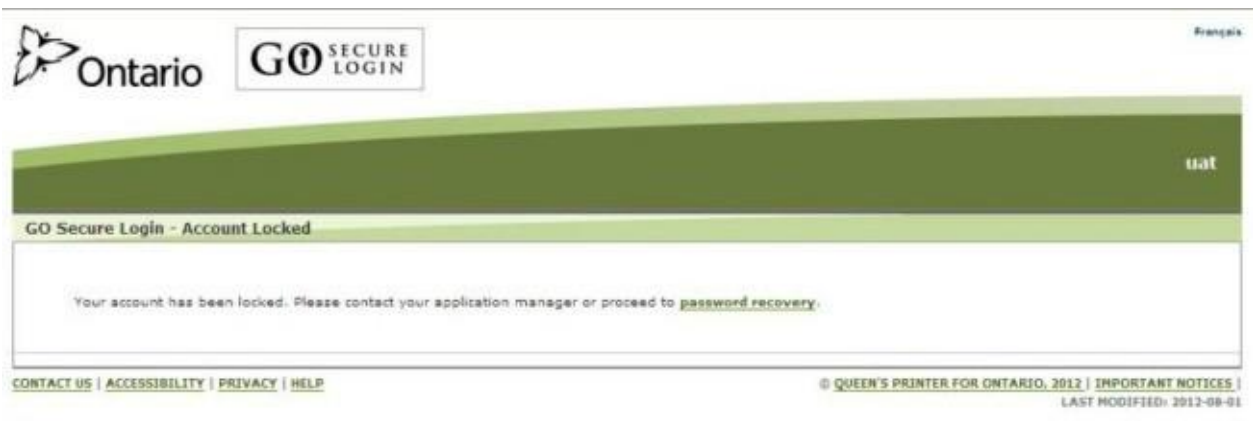 Français
Ontario
GO SECURE LOGIN
uat
GO Secure Login - Account Locked
Your account has been locked. Please contact your application manager or proceed to password recovery.
CONTACT US | ACCESSIBILITY | PRIVACY | HELP
© QUEEN'S PRINTER FOR ONTARIO, 2012 | IMPORTANT NOTICES |
LAST MODIFIED: 2012-08-01